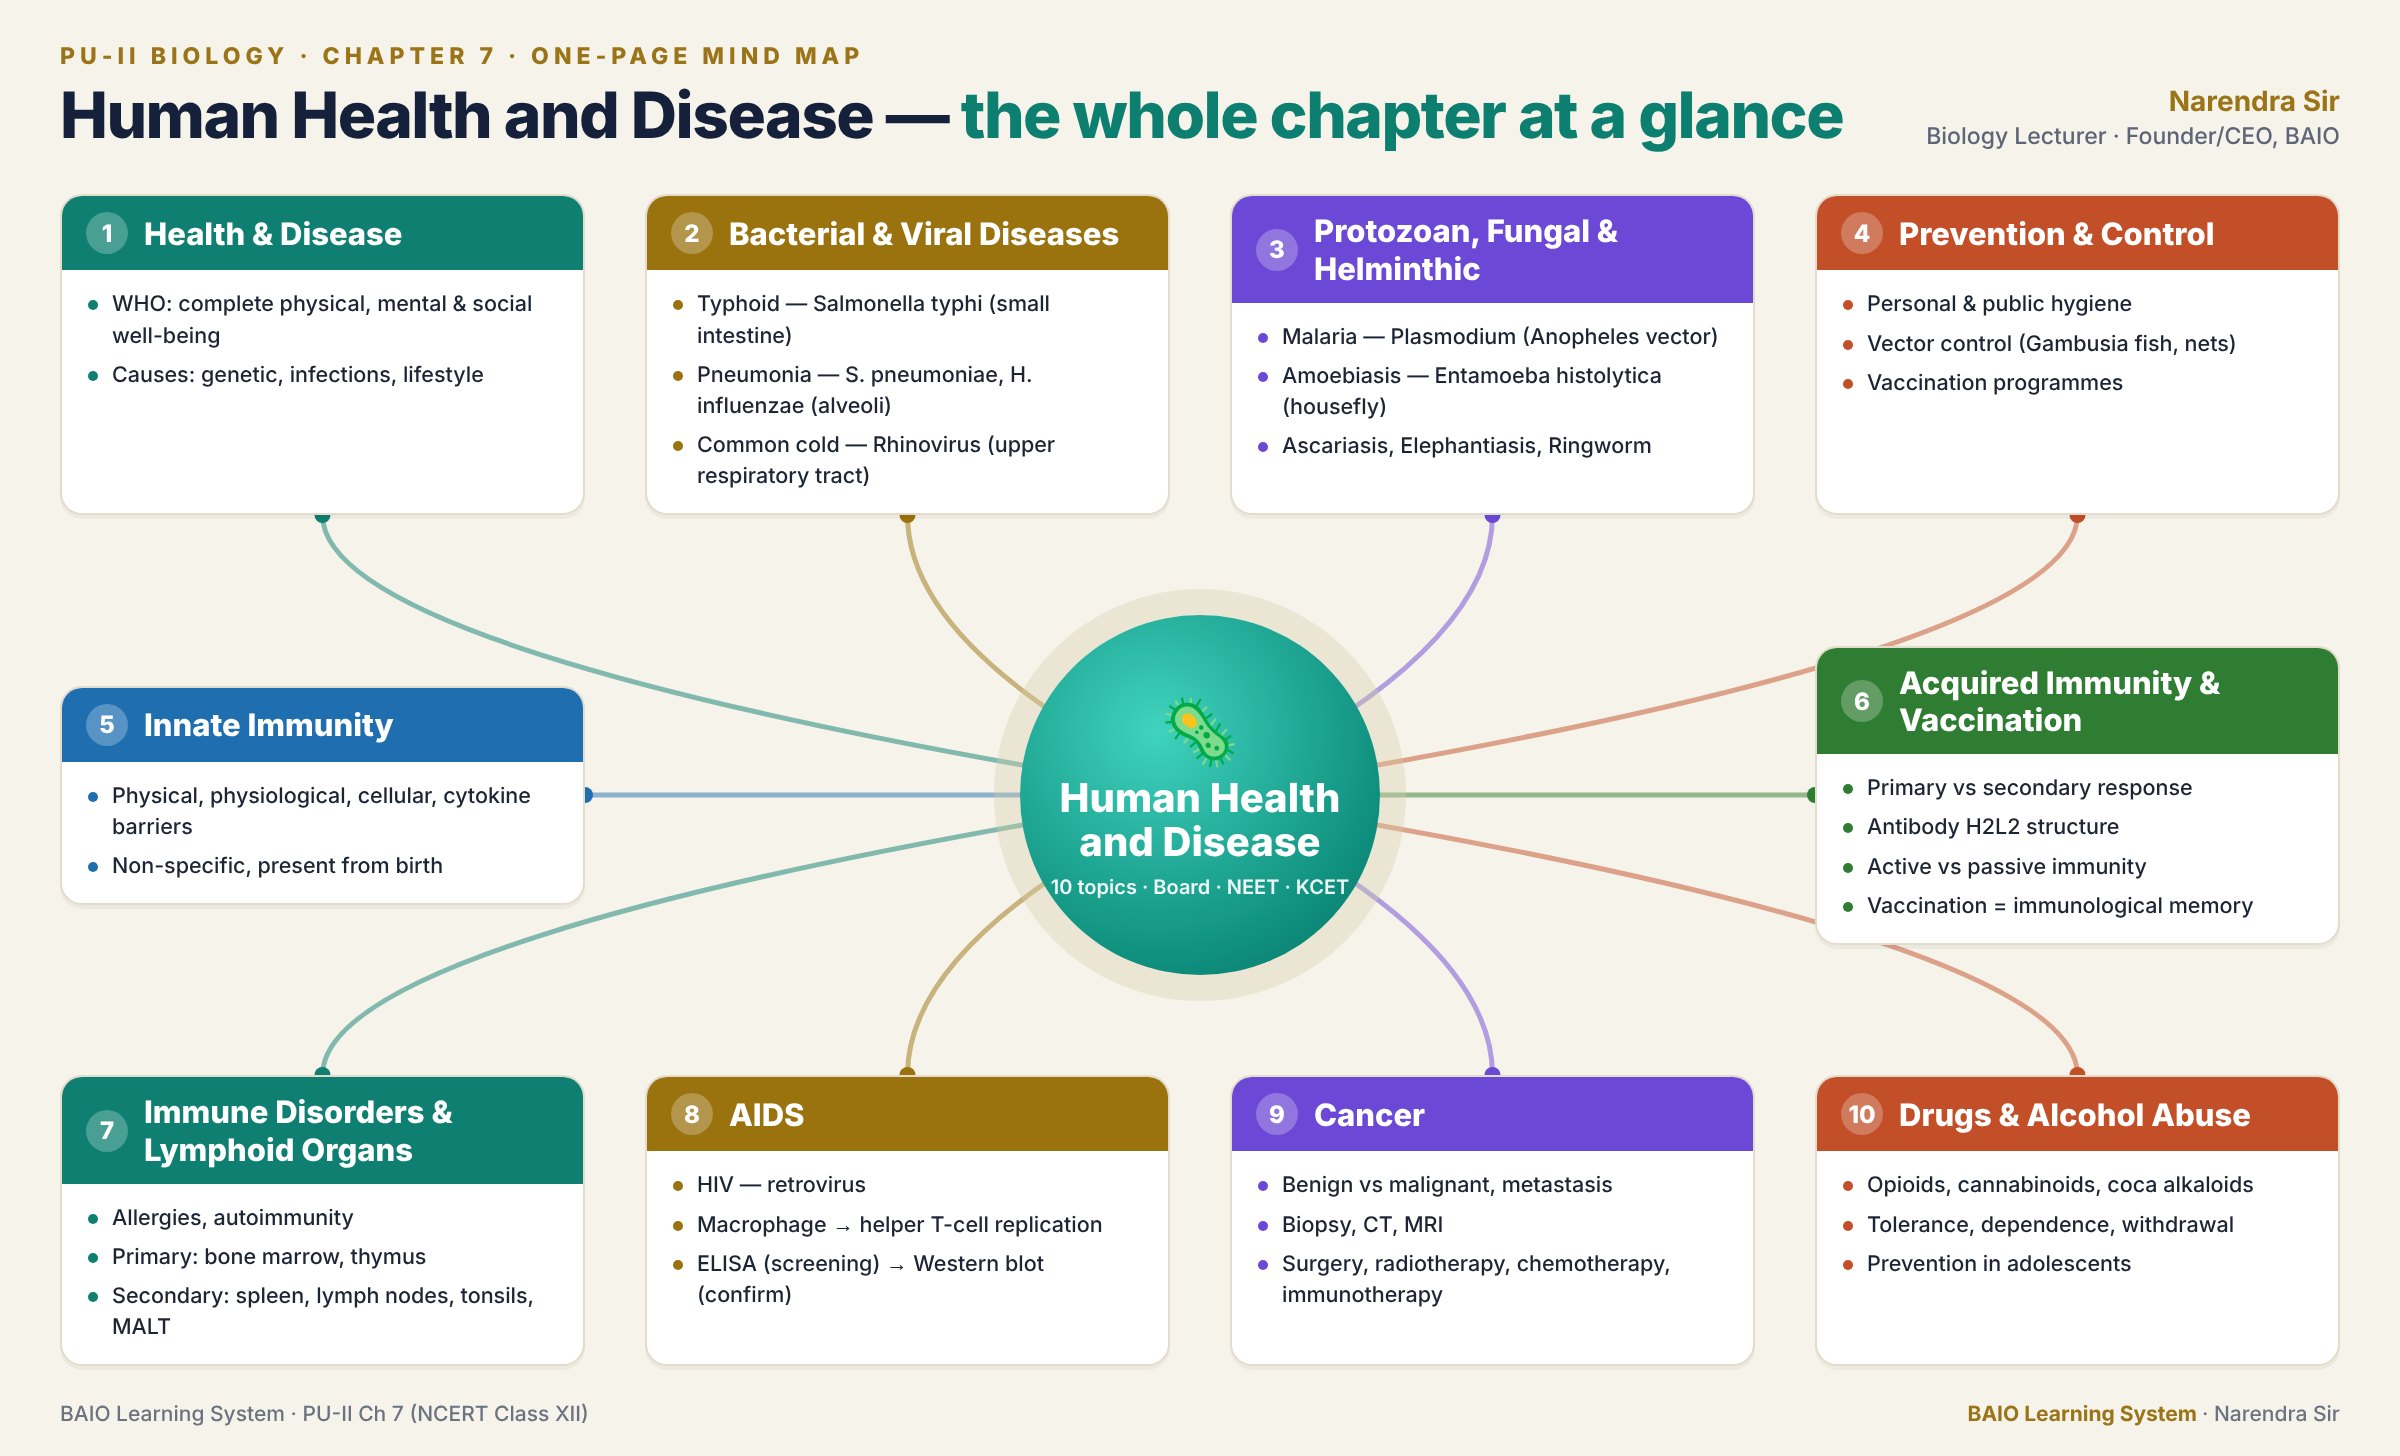 PU-II BIOLOGY · CHAPTER 7 · ONE-PAGE MIND MAP
Human Health and Disease — the whole chapter at a glance
Narendra Sir
Biology Lecturer · Founder/CEO, BAIO
1
Health & Disease
WHO: complete physical, mental & social
well-being
Causes: genetic, infections, lifestyle
2
Bacterial & Viral Diseases
Typhoid — Salmonella typhi (small
intestine)
Pneumonia — S. pneumoniae, H.
influenzae (alveoli)
Common cold — Rhinovirus (upper
respiratory tract)
3
Protozoan, Fungal &
Helminthic
Malaria — Plasmodium (Anopheles vector)
Amoebiasis — Entamoeba histolytica
(housefly)
Ascariasis, Elephantiasis, Ringworm
4
Prevention & Control
Personal & public hygiene
Vector control (Gambusia fish, nets)
Vaccination programmes
5
Innate Immunity
Physical, physiological, cellular, cytokine
barriers
Non-specific, present from birth
Human Health
and Disease
10 topics · Board · NEET · KCET
6
Acquired Immunity &
Vaccination
Primary vs secondary response
Antibody H2L2 structure
Active vs passive immunity
Vaccination = immunological memory
7
Immune Disorders &
Lymphoid Organs
Allergies, autoimmunity
Primary: bone marrow, thymus
Secondary: spleen, lymph nodes, tonsils,
MALT
8
AIDS
HIV — retrovirus
Macrophage → helper T-cell replication
ELISA (screening) → Western blot
(confirm)
9
Cancer
Benign vs malignant, metastasis
Biopsy, CT, MRI
Surgery, radiotherapy, chemotherapy,
immunotherapy
10
Drugs & Alcohol Abuse
Opioids, cannabinoids, coca alkaloids
Tolerance, dependence, withdrawal
Prevention in adolescents
BAIO Learning System · PU-II Ch 7 (NCERT Class XII)
BAIO Learning System · Narendra Sir